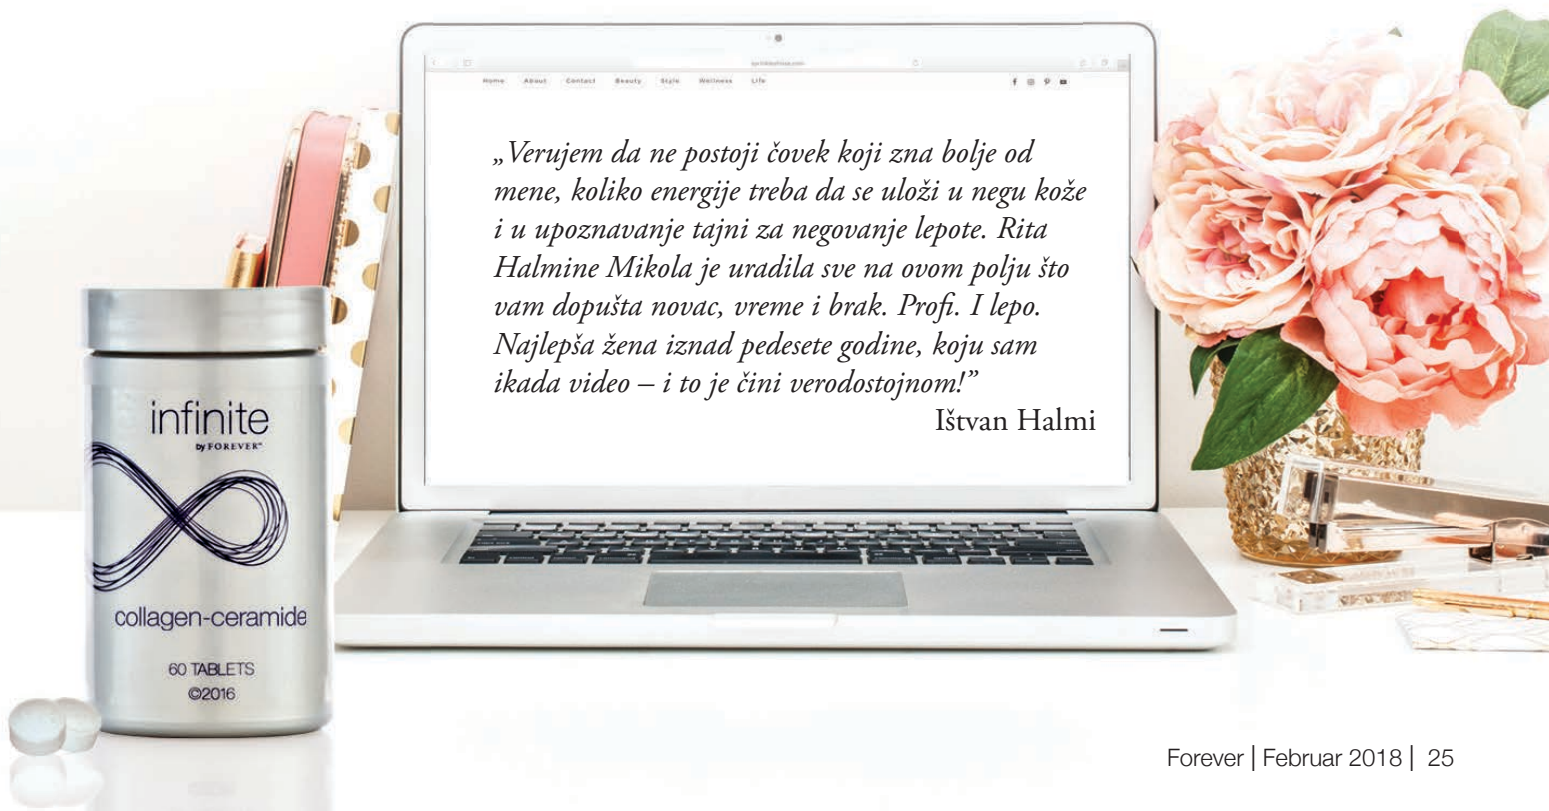 Home About Contact Beauty Style Wellness Life
„Verujem da ne postoji čovek koji zna bolje od
mene, koliko energije treba da se uloži u negu kože
i u upoznavanje tajni za negovanje lepote. Rita
Halmine Mikola je uradila sve na ovom polju što
vam dopušta novac, vreme i brak. Profi. I lepo.
Najlepša žena iznad pedesete godine, koju sam
ikada video – i to je čini verodostojnom!”
Ištvan Halmi
infinite
by FOREVER™
collagen-ceramide
60 TABLETS
©2016
Forever | Februar 2018 | 25